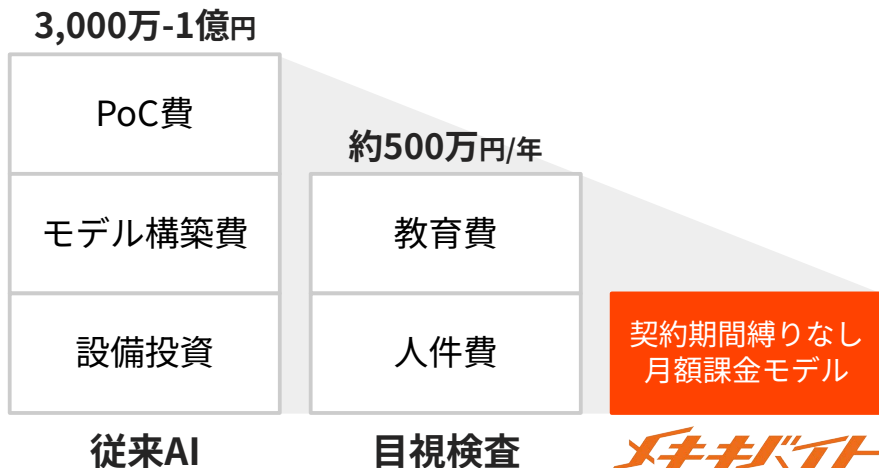 3,000万-1億円
PoC費
モデル構築費
設備投資
従来AI
約500万円/年
教育費
人件費
目視検査
契約期間縛りなし
月額課金モデル
メキキバイト